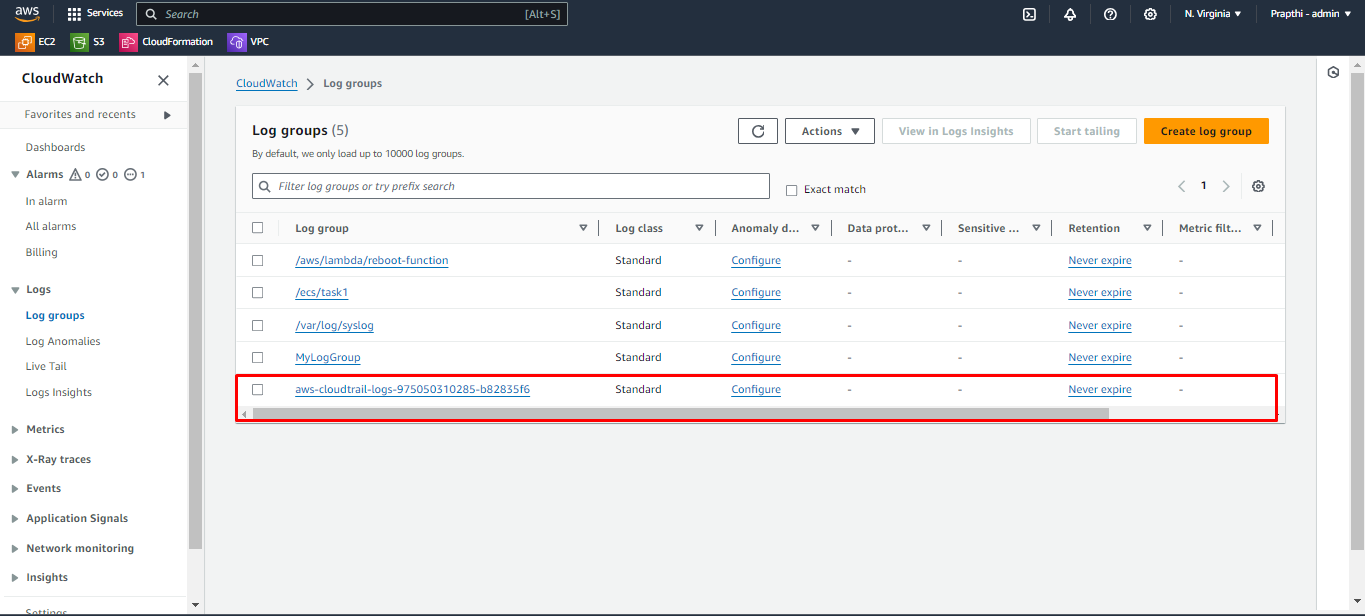 aws Services Search [Alt+S] N. Virginia Prapthi - admin
EC2 S3 CloudFormation VPC
CloudWatch
Favorites and recents
Dashboards
Alarms 0 0 1
In alarm
All alarms
Billing
Logs
Log groups
Log Anomalies
Live Tail
Logs Insights
Metrics
X-Ray traces
Events
Application Signals
Network monitoring
Insights
Settings
CloudWatch Log groups
Log groups (5) Actions View in Logs Insights Start tailing Create log group
By default, we only load up to 10000 log groups.
Filter log groups or try prefix search Exact match 1
Log group Log class Anomaly d... Data prot... Sensitive ... Retention Metric filt...
/aws/lambda/reboot-function Standard Configure - - Never expire -
/ecs/task1 Standard Configure - - Never expire -
/var/log/syslog Standard Configure - - Never expire -
MyLogGroup Standard Configure - - Never expire -
aws-cloudtrail-logs-975050310285-b82835f6 Standard Configure - - Never expire -